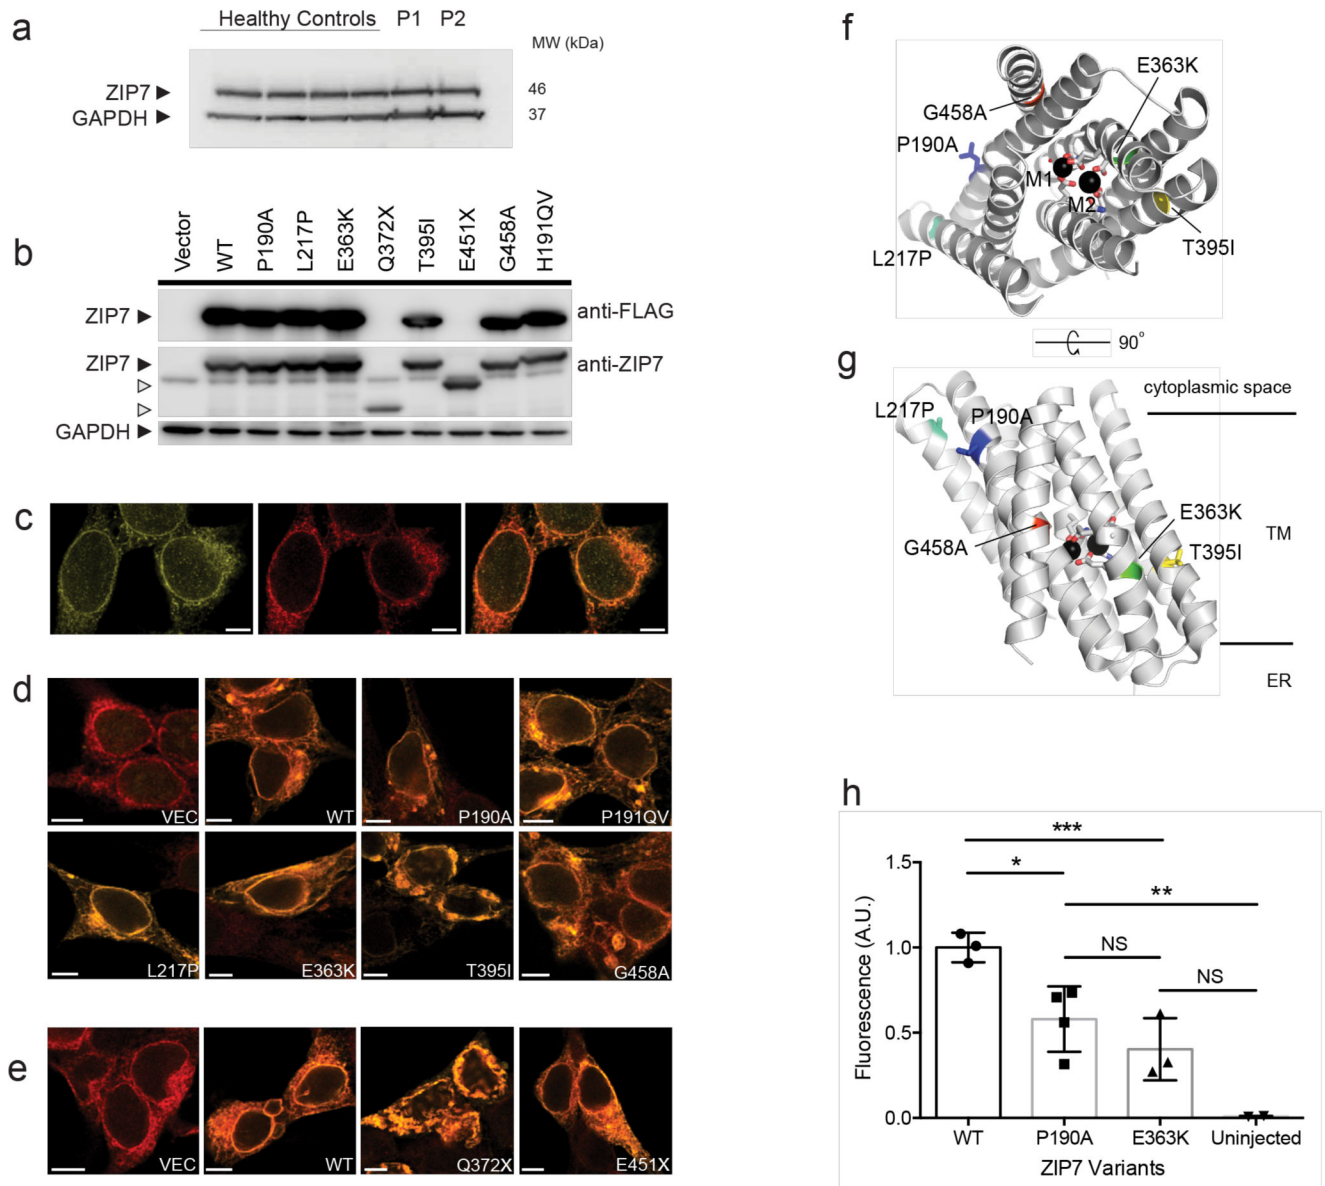 a
Healthy Controls P1 P2
MW (kDa)
ZIP7
46
GAPDH
37
b
Vector WT P190A L217P E363K Q372X T395I E451X G458A H191QV
ZIP7
anti-FLAG
ZIP7
anti-ZIP7
GAPDH
c
d
VEC
WT
P190A
P191QV
L217P
E363K
T395I
G458A
e
VEC
WT
Q372X
E451X
f
E363K
G458A
P190A
M1
M2
L217P
T395I
90°
g
cytoplasmic space
L217P
P190A
E363K
G458A
T395I
TM
ER
h
***
*
**
NS
NS
1.5
1.0
0.5
0.0
Fluorescence (A.U.)
WT P190A E363K Uninjected
ZIP7 Variants